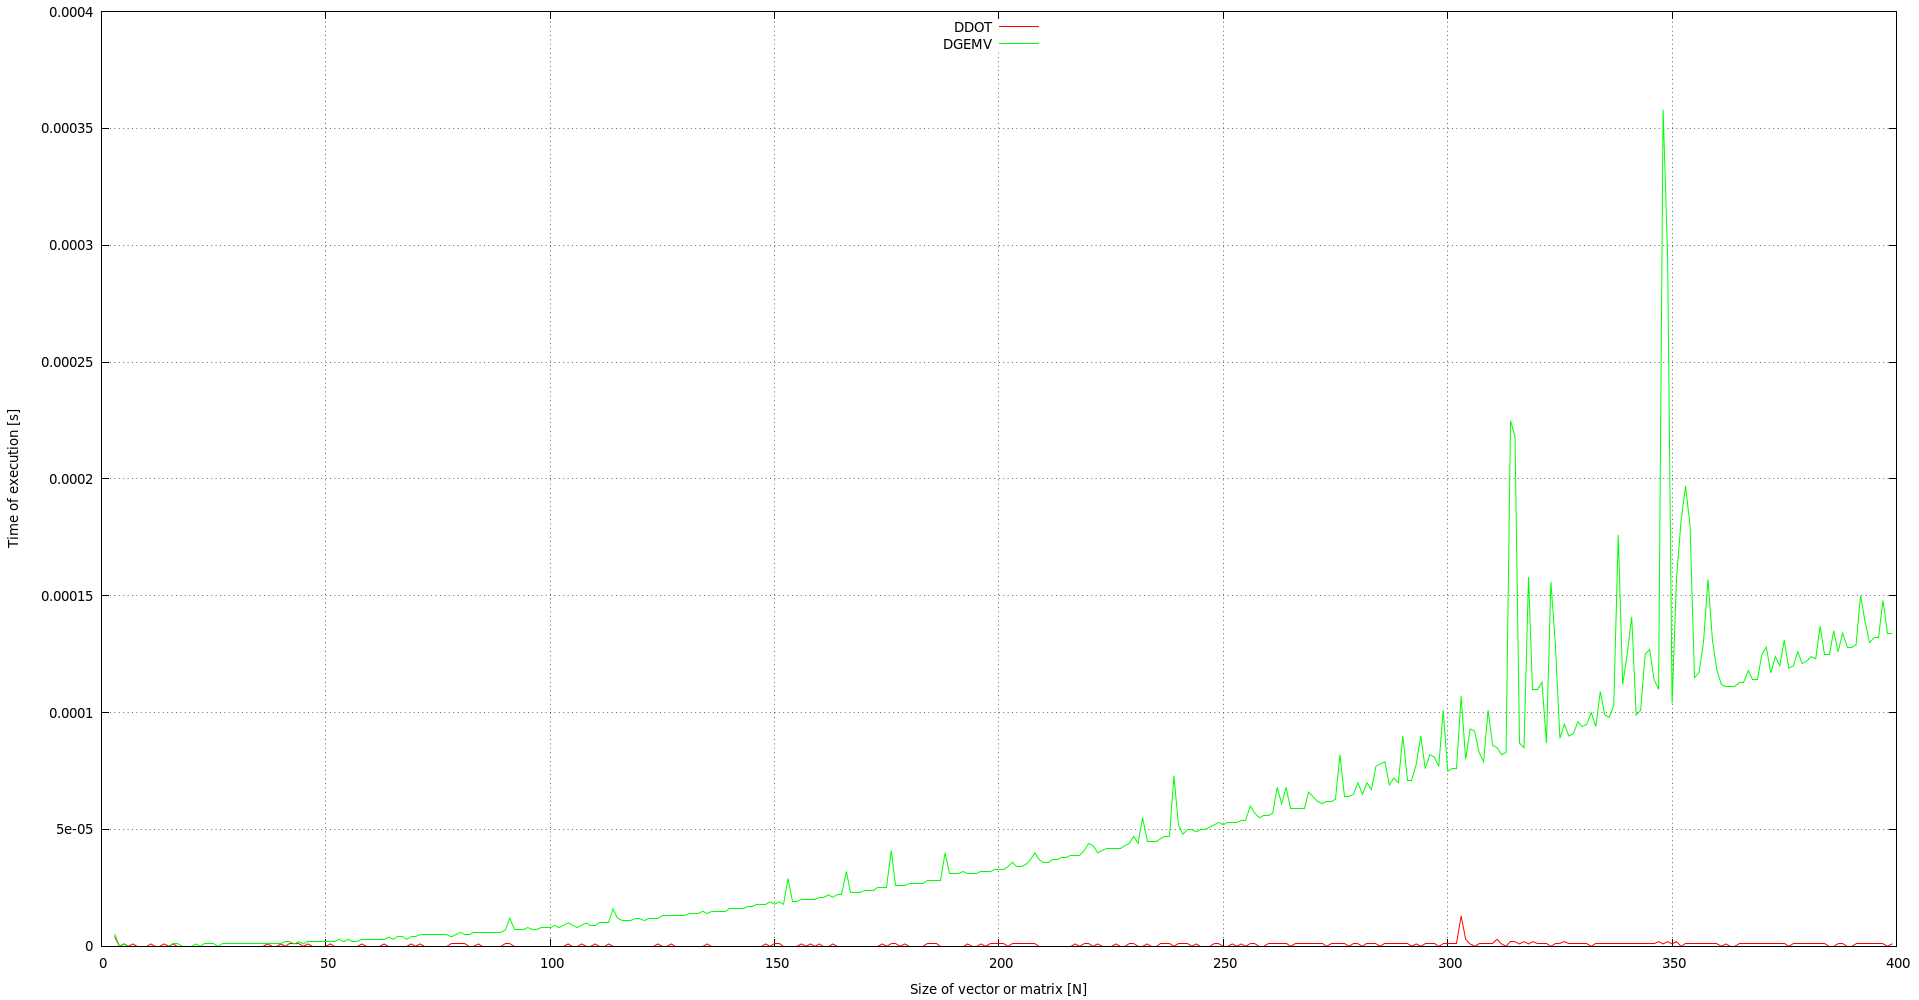 0.0004
DDOT
DGEMV
0.00035
0.0003
0.00025
0.0002
0.00015
0.0001
5e-05
0
Time of execution [s]
0 50 100 150 200 250 300 350 400
Size of vector or matrix [N]